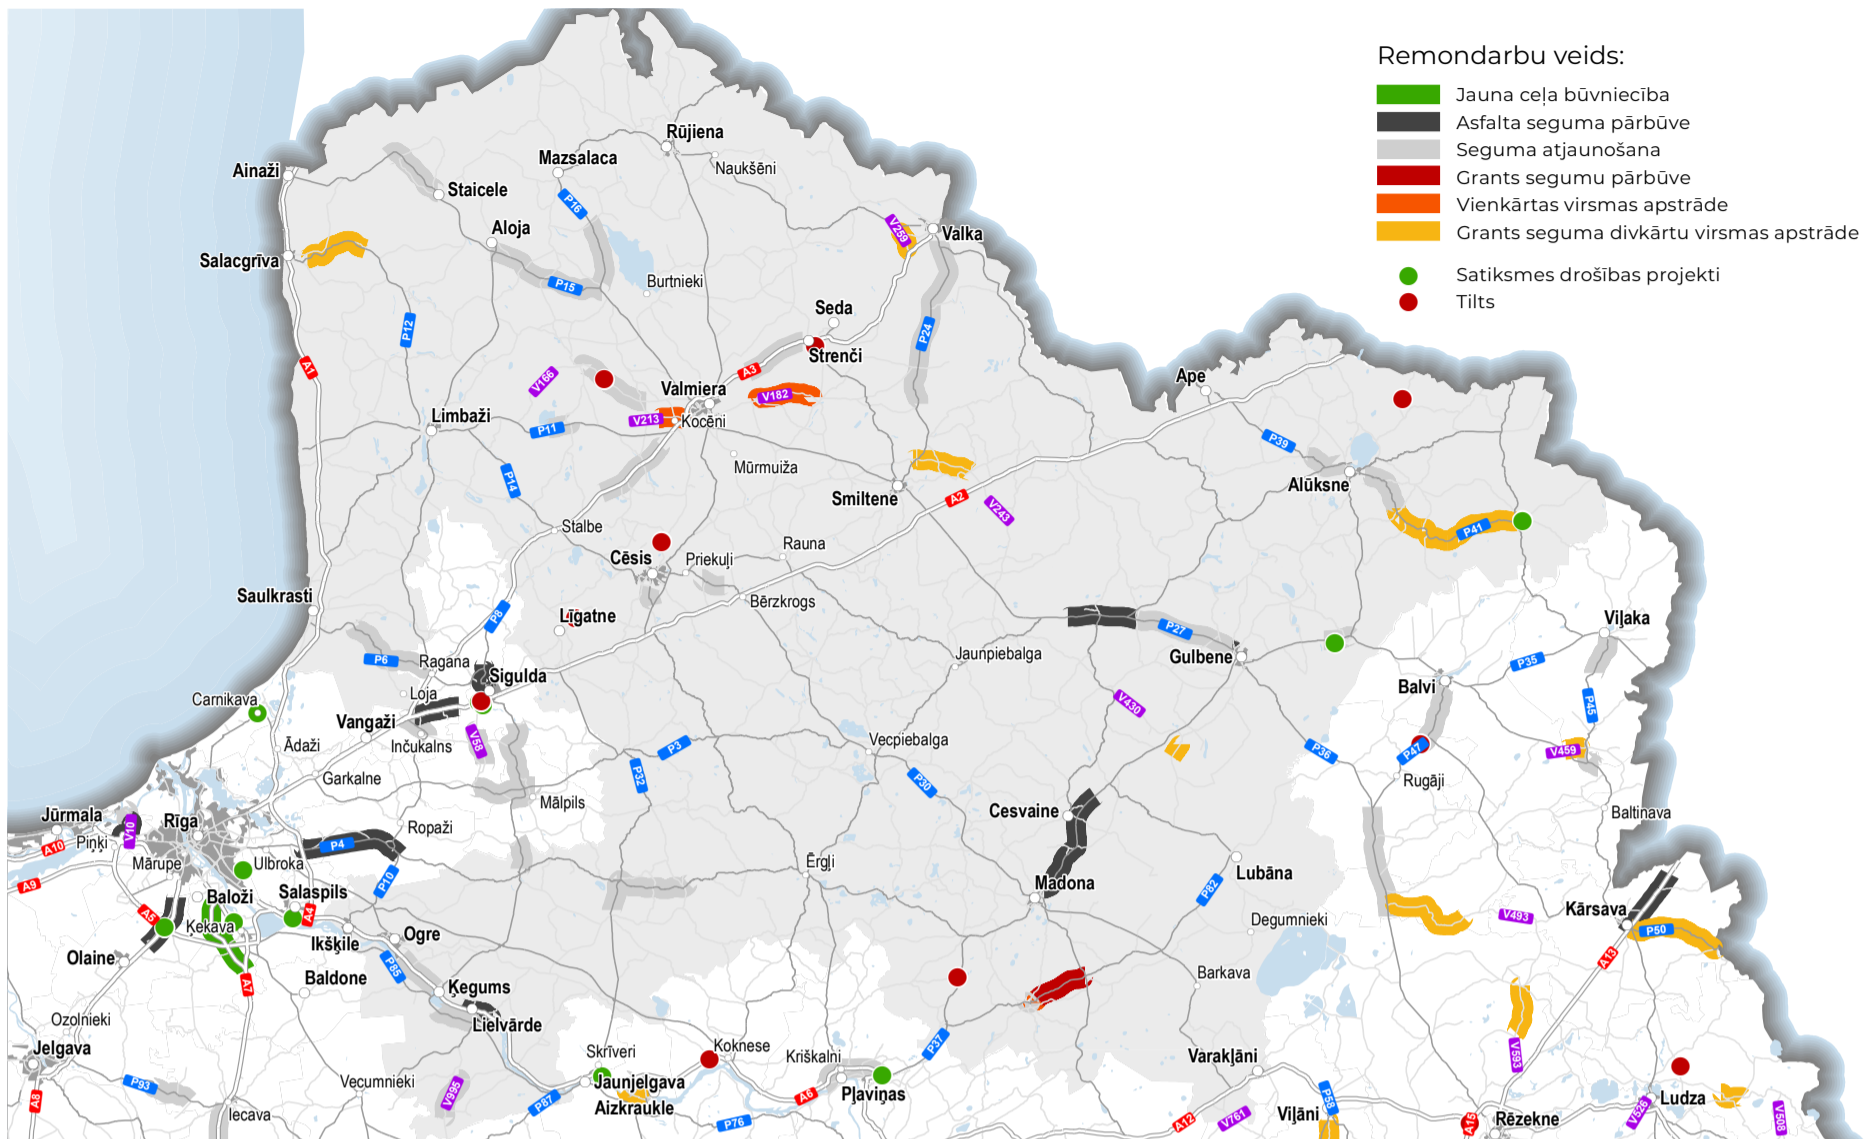 Remondarbu veids:
Jauna ceļa būvniecība
Asfalta seguma pārbūve
Seguma atjaunošana
Grants segumu pārbūve
Vienkārtas virsmas apstrāde
Grants seguma divkārtu virsmas apstrāde
Satiksmes drošības projekti
Tilts
Rūjiena
Mazsalaca
Naukšēni
Ainaži
Staicele
P16
Aloja
V259
Valka
Salacgrīva
P15
Burtnieki
Seda
P12
P24
Strenči
A1
A3
Ape
V166
Valmiera
V182
Limbaži
P11
V213
Kocēni
P39
Mūrmuiža
P14
Smiltene
A2
V243
Alūksne
Stalbe
P41
Rauna
Cēsis
Priekuļi
Saulkrasti
Bērzkrogs
P8
Līgatne
Viļaka
P27
P6
Ragana
Jaunpiebalga
Gulbene
P35
Sigulda
Balvi
Loja
Carnikava
V430
P45
Vangaži
V58
Inčukalns
Ādaži
P3
Vecpiebalga
P36
P47
V459
Garkalne
P32
P30
Rugāji
Mālpils
Jūrmala
Rīga
Cesvaine
Baltinava
V10
Ropaži
Piņķi
A10
P4
Mārupe
Ulbroka
Ērgļi
Lubāna
A9
P10
Madona
P82
Baloži
Salaspils
A5
A4
Degumnieki
V493
Kārsava
Ķekava
Ogre
P50
Ikšķile
Olaine
A13
P85
Barkava
A7
Baldone
Ķegums
Ozolnieki
Lielvārde
P37
Jelgava
Skrīveri
Koknese
Kriškalni
Varakļāni
V593
P93
Vecumnieki
Jaunjelgava
Pļaviņas
A8
V995
P87
Aizkraukle
A6
P58
Ludza
Iecava
P76
A12
V761
Viļāni
A15
Rēzekne
V526
V508